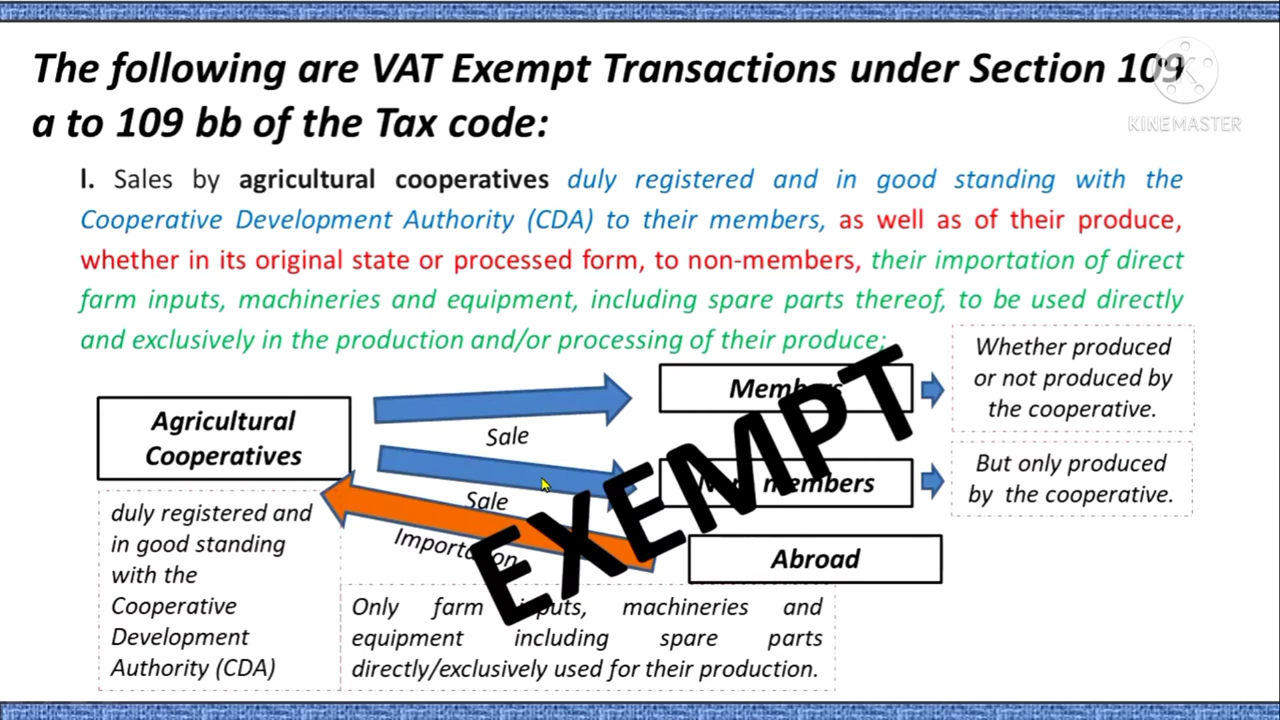 The following are VAT Exempt Transactions under Section 109
a to 109 bb of the Tax code:
KINEMASTER
l. Sales by agricultural cooperatives duly registered and in good standing with the
Cooperative Development Authority (CDA) to their members, as well as of their produce,
whether in its original state or processed form, to non-members, their importation of direct
farm inputs, machineries and equipment, including spare parts thereof, to be used directly
and exclusively in the production and/or processing of their produce;
Agricultural
Cooperatives
duly registered and
in good standing
with the
Cooperative
Development
Authority (CDA)
Sale
Sale
Importation
Members
Whether produced
or not produced by
the cooperative.
Non members
But only produced
by the cooperative.
Abroad
Only farm inputs, machineries and
equipment including spare parts
directly/exclusively used for their production.
EXEMPT